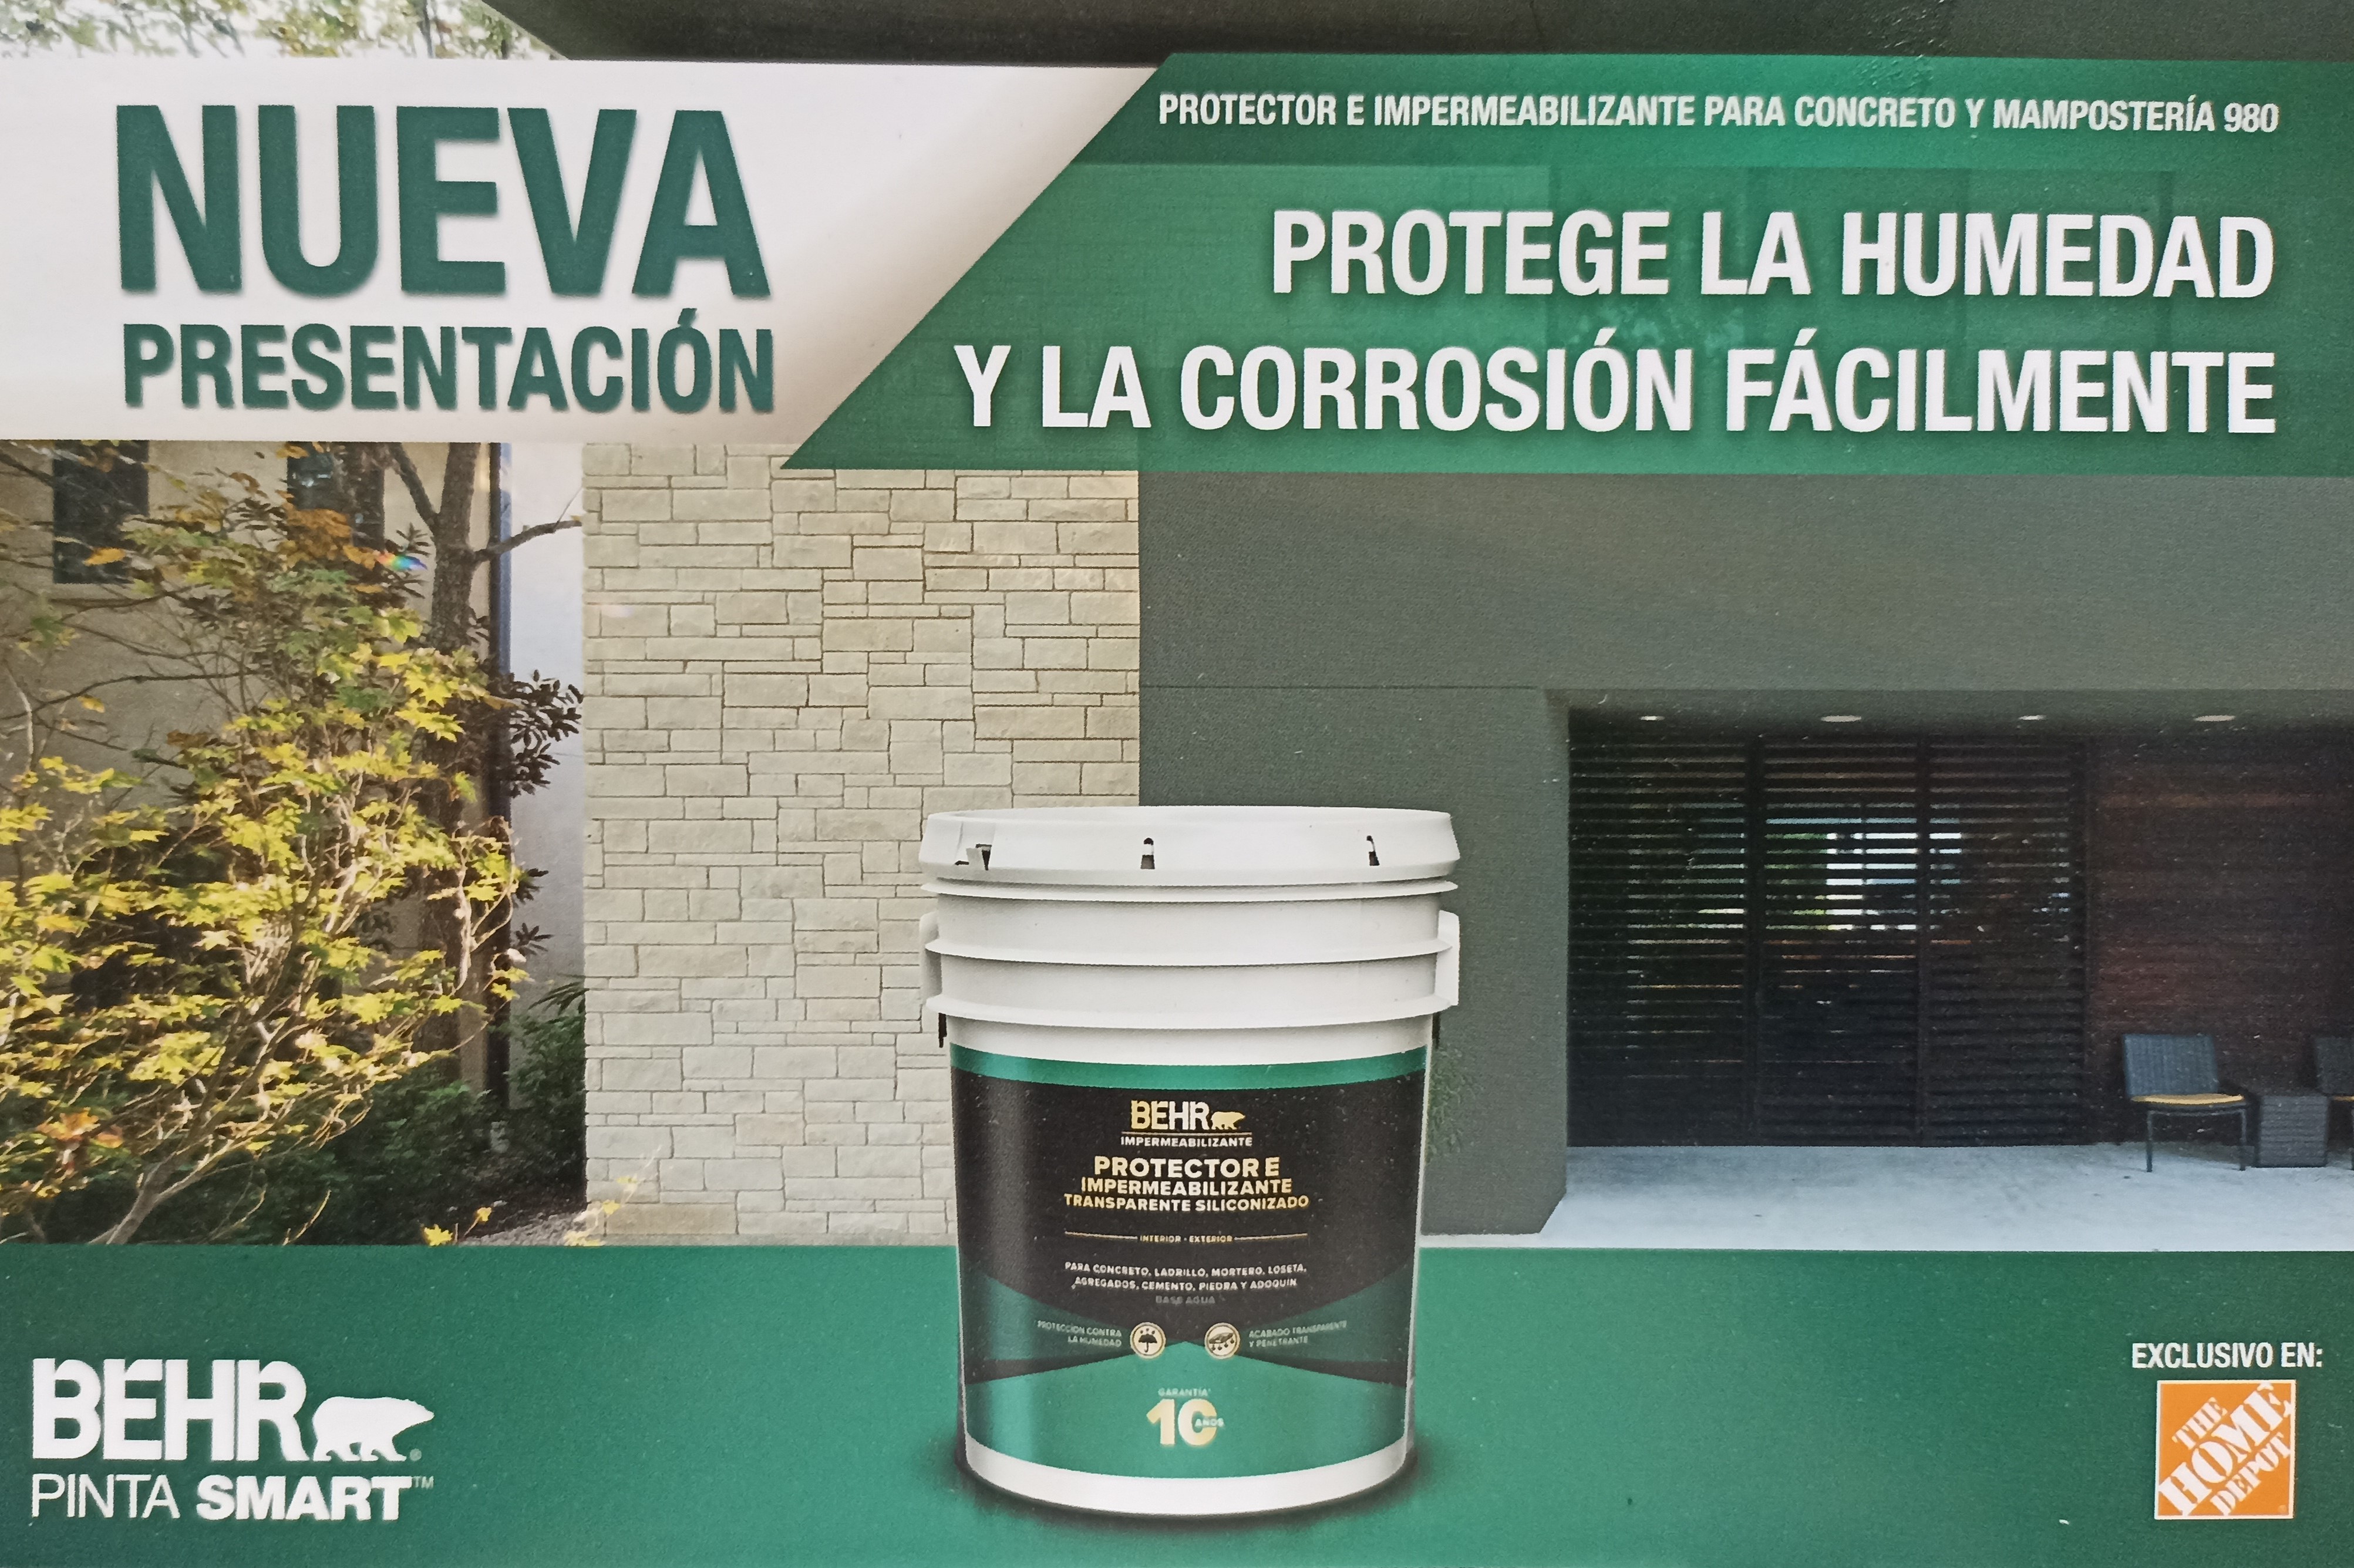 NUEVA
PRESENTACIÓN
PROTECTOR E IMPERMEABILIZANTE PARA CONCRETO Y MAMPOSTERÍA 980
PROTEGE LA HUMEDAD
Y LA CORROSIÓN FÁCILMENTE
BEHR
IMPERMEABILIZANTE
PROTECTOR E
IMPERMEABILIZANTE
TRANSPARENTE SILICONIZADO
INTERIOR - EXTERIOR
PARA CONCRETO, LADRILLO, MORTERO, LOSETA,
AGREGADOS, CEMENTO, PIEDRA Y ADOQUIN
BASE AGUA
PROTECCIÓN CONTRA
LA HUMEDAD
ACABADO TRANSPARENTE
Y PENETRANTE
GARANTÍA
10 AÑOS
BEHR®
PINTA SMART™
EXCLUSIVO EN:
THE
HOME
DEPOT